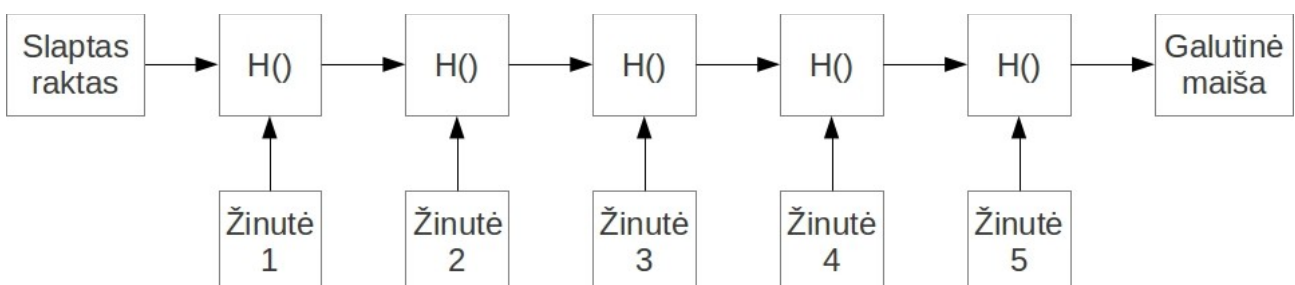 Slaptas
raktas
H()
H()
H()
H()
H()
Galutinė
maiša
Žinutė
1
Žinutė
2
Žinutė
3
Žinutė
4
Žinutė
5